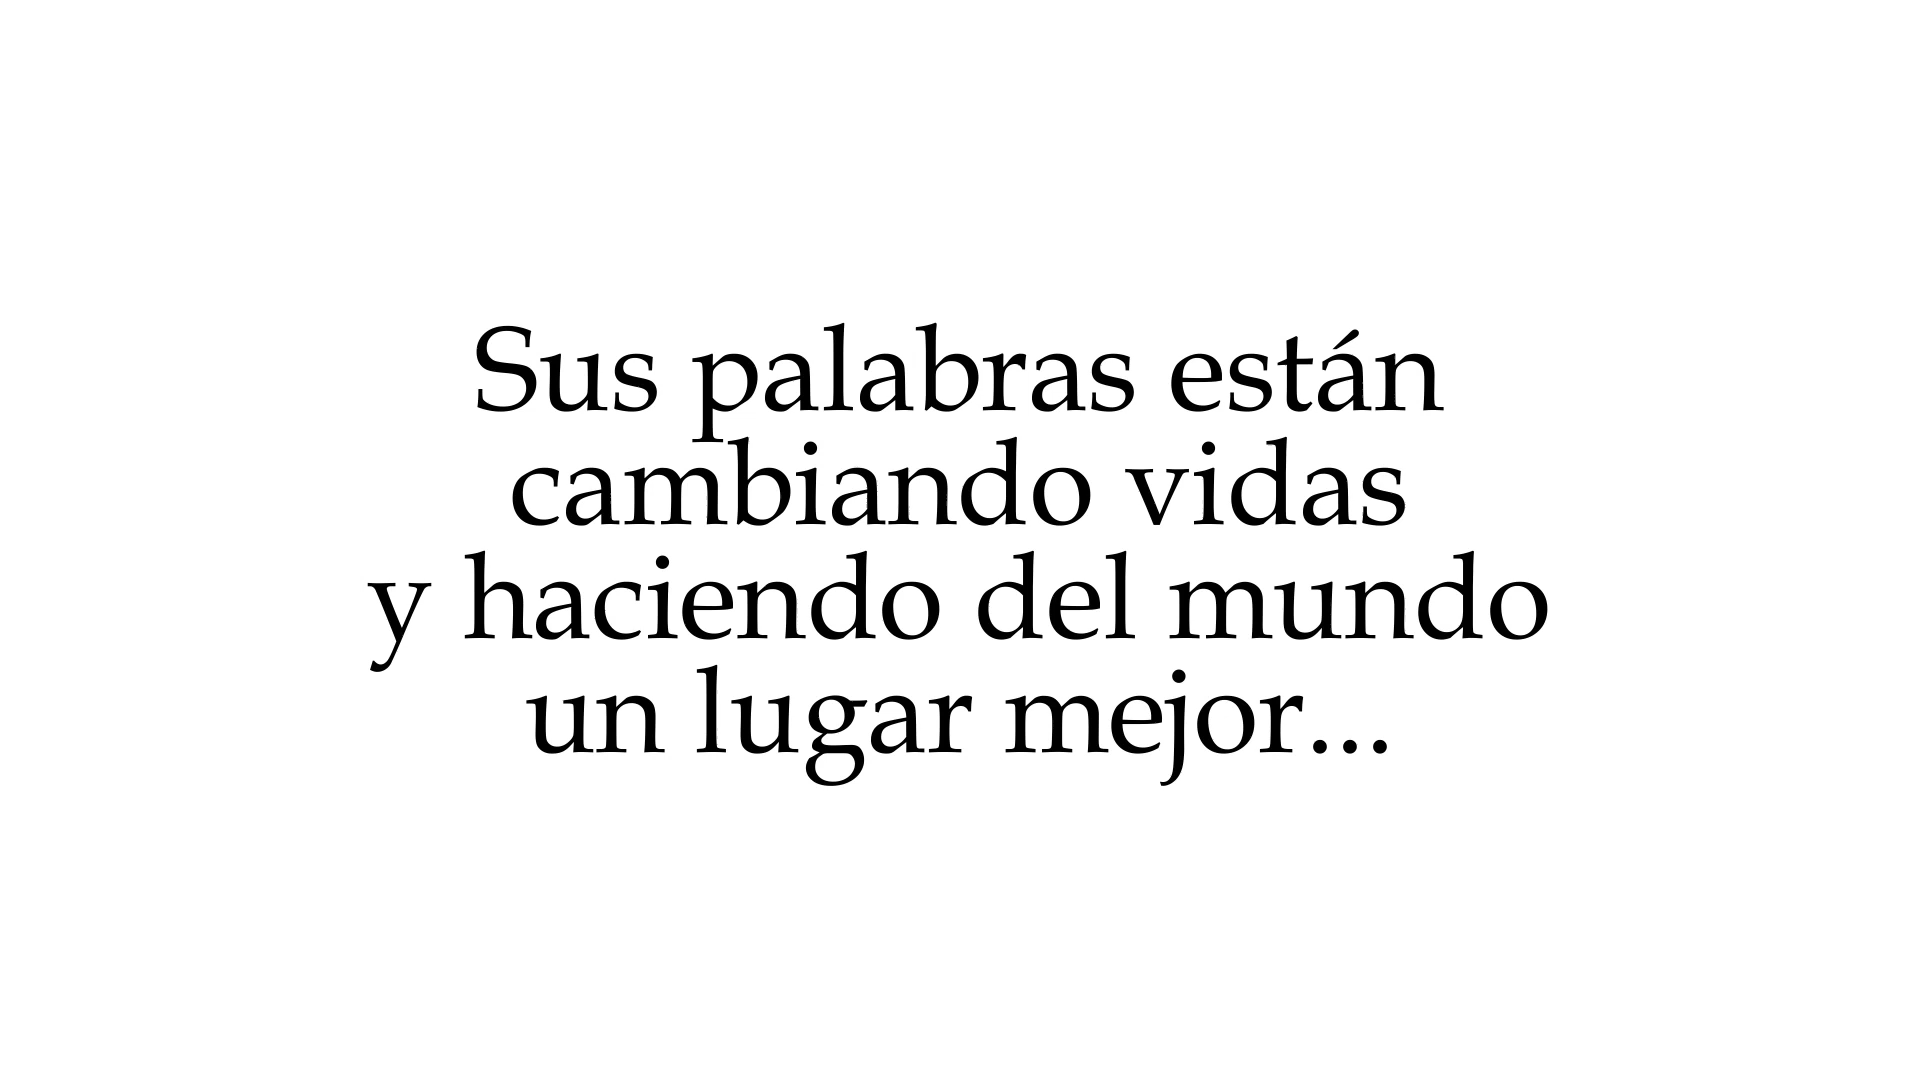 Sus palabras están
cambiando vidas
y haciendo del mundo
un lugar mejor...